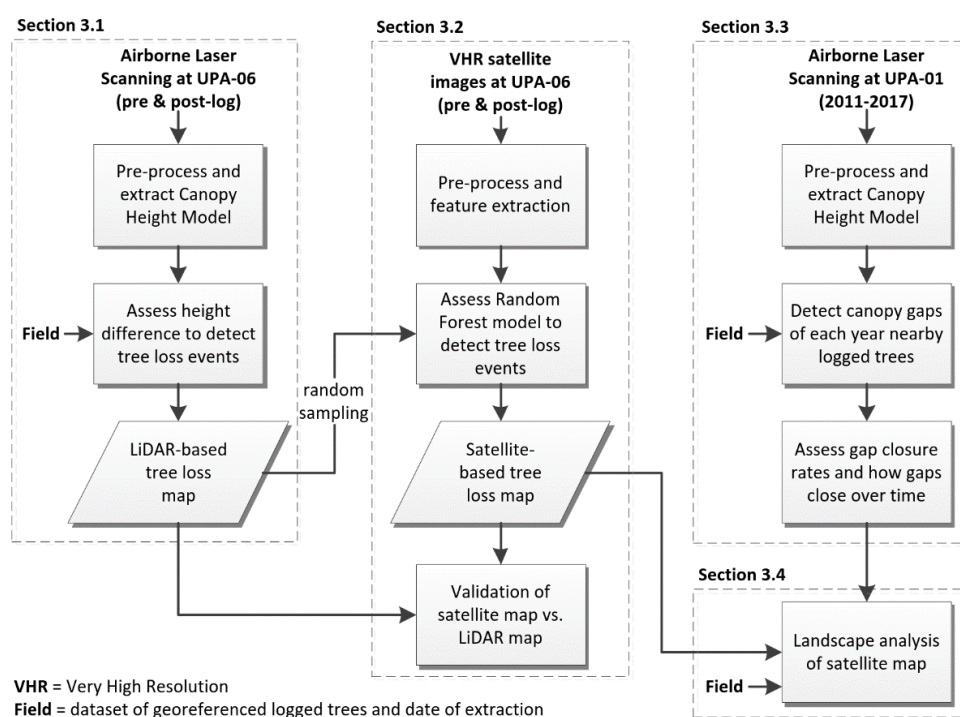 Section 3.1
Airborne Laser
Scanning at UPA-06
(pre & post-log)
Pre-process and
extract Canopy
Height Model
Field
Assess height
difference to detect
tree loss events
LiDAR-based
tree loss
map
random
sampling
Section 3.2
VHR satellite
images at UPA-06
(pre & post-log)
Pre-process and
feature extraction
Assess Random
Forest model to
detect tree loss
events
Satellite-
based tree
loss map
Validation of
satellite map vs.
LiDAR map
Section 3.3
Airborne Laser
Scanning at UPA-01
(2011-2017)
Pre-process and
extract Canopy
Height Model
Field
Detect canopy gaps
of each year nearby
logged trees
Assess gap closure
rates and how gaps
close over time
Section 3.4
Landscape analysis
of satellite map
Field
VHR = Very High Resolution
Field = dataset of georeferenced logged trees and date of extraction